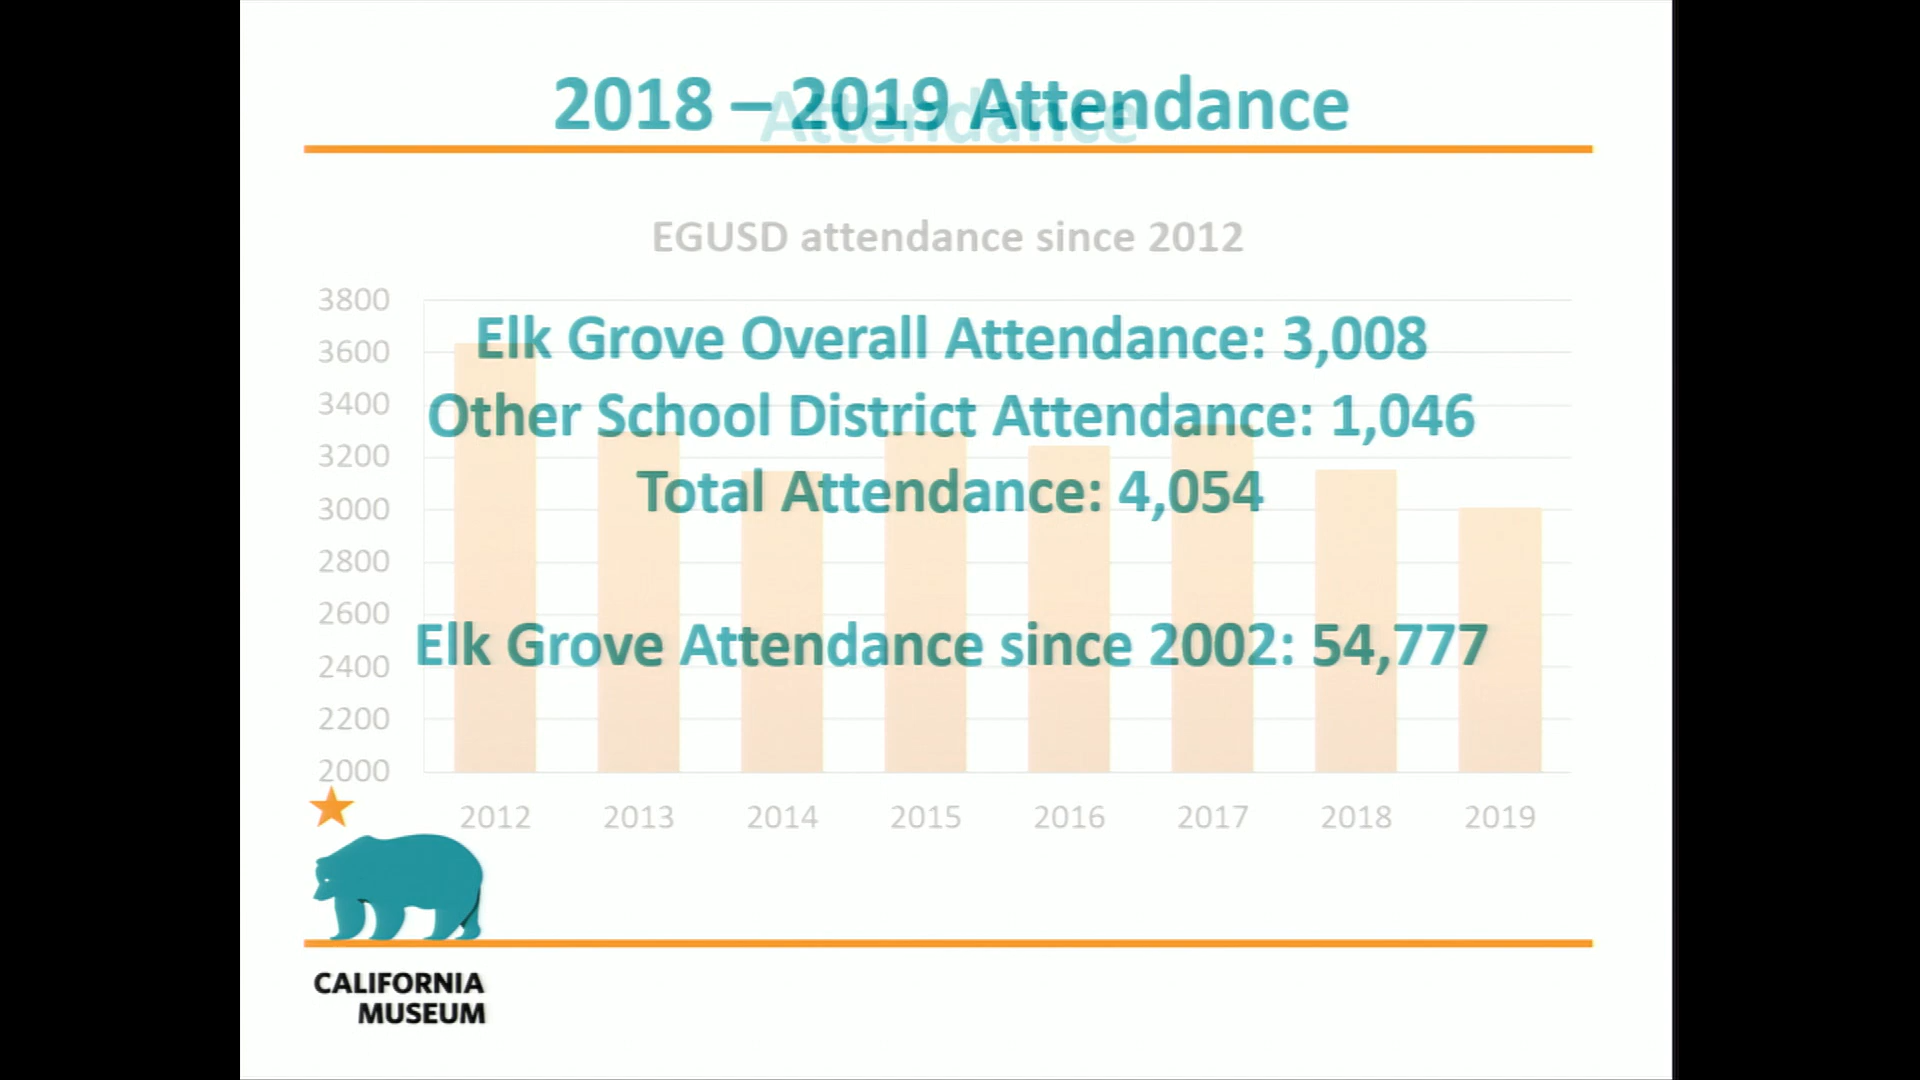 2018 – 2019 Attendance
Attendance
EGUSD attendance since 2012
3800
Elk Grove Overall Attendance: 3,008
3600
3400
Other School District Attendance: 1,046
3200
Total Attendance: 4,054
3000
2800
2600
Elk Grove Attendance since 2002: 54,777
2400
2200
2000
2012 2013 2014 2015 2016 2017 2018 2019
CALIFORNIA
MUSEUM